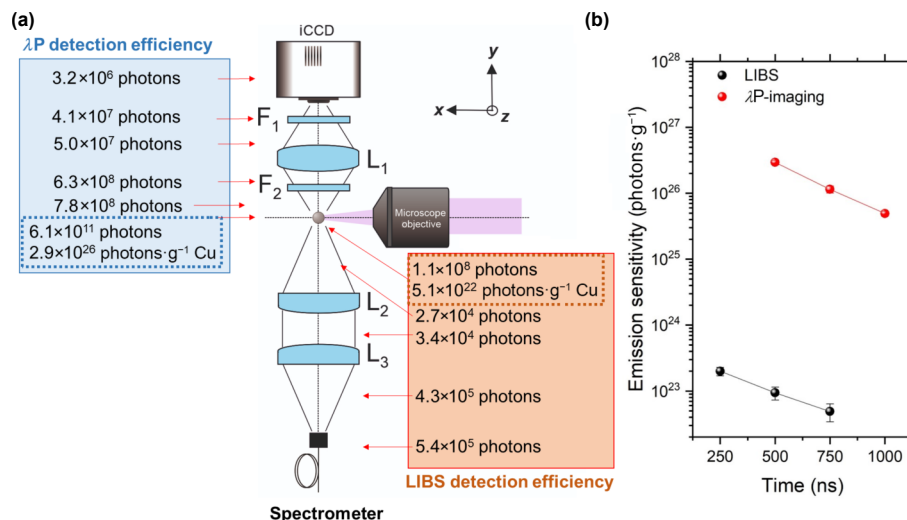 (a)
λP detection efficiency
3.2×10⁶ photons
4.1×10⁷ photons
5.0×10⁷ photons
6.3×10⁸ photons
7.8×10⁸ photons
6.1×10¹¹ photons
2.9×10²⁶ photons·g⁻¹ Cu
iCCD
F₁
L₁
F₂
y
x
z
Microscope
objective
1.1×10⁸ photons
5.1×10²² photons·g⁻¹ Cu
2.7×10⁴ photons
3.4×10⁴ photons
4.3×10⁵ photons
5.4×10⁵ photons
LIBS detection efficiency
L₂
L₃
Spectrometer
(b)
LIBS
λP-imaging
Emission sensitivity (photons·g⁻¹)
10²⁸
10²⁷
10²⁶
10²⁵
10²⁴
10²³
250 500 750 1000
Time (ns)